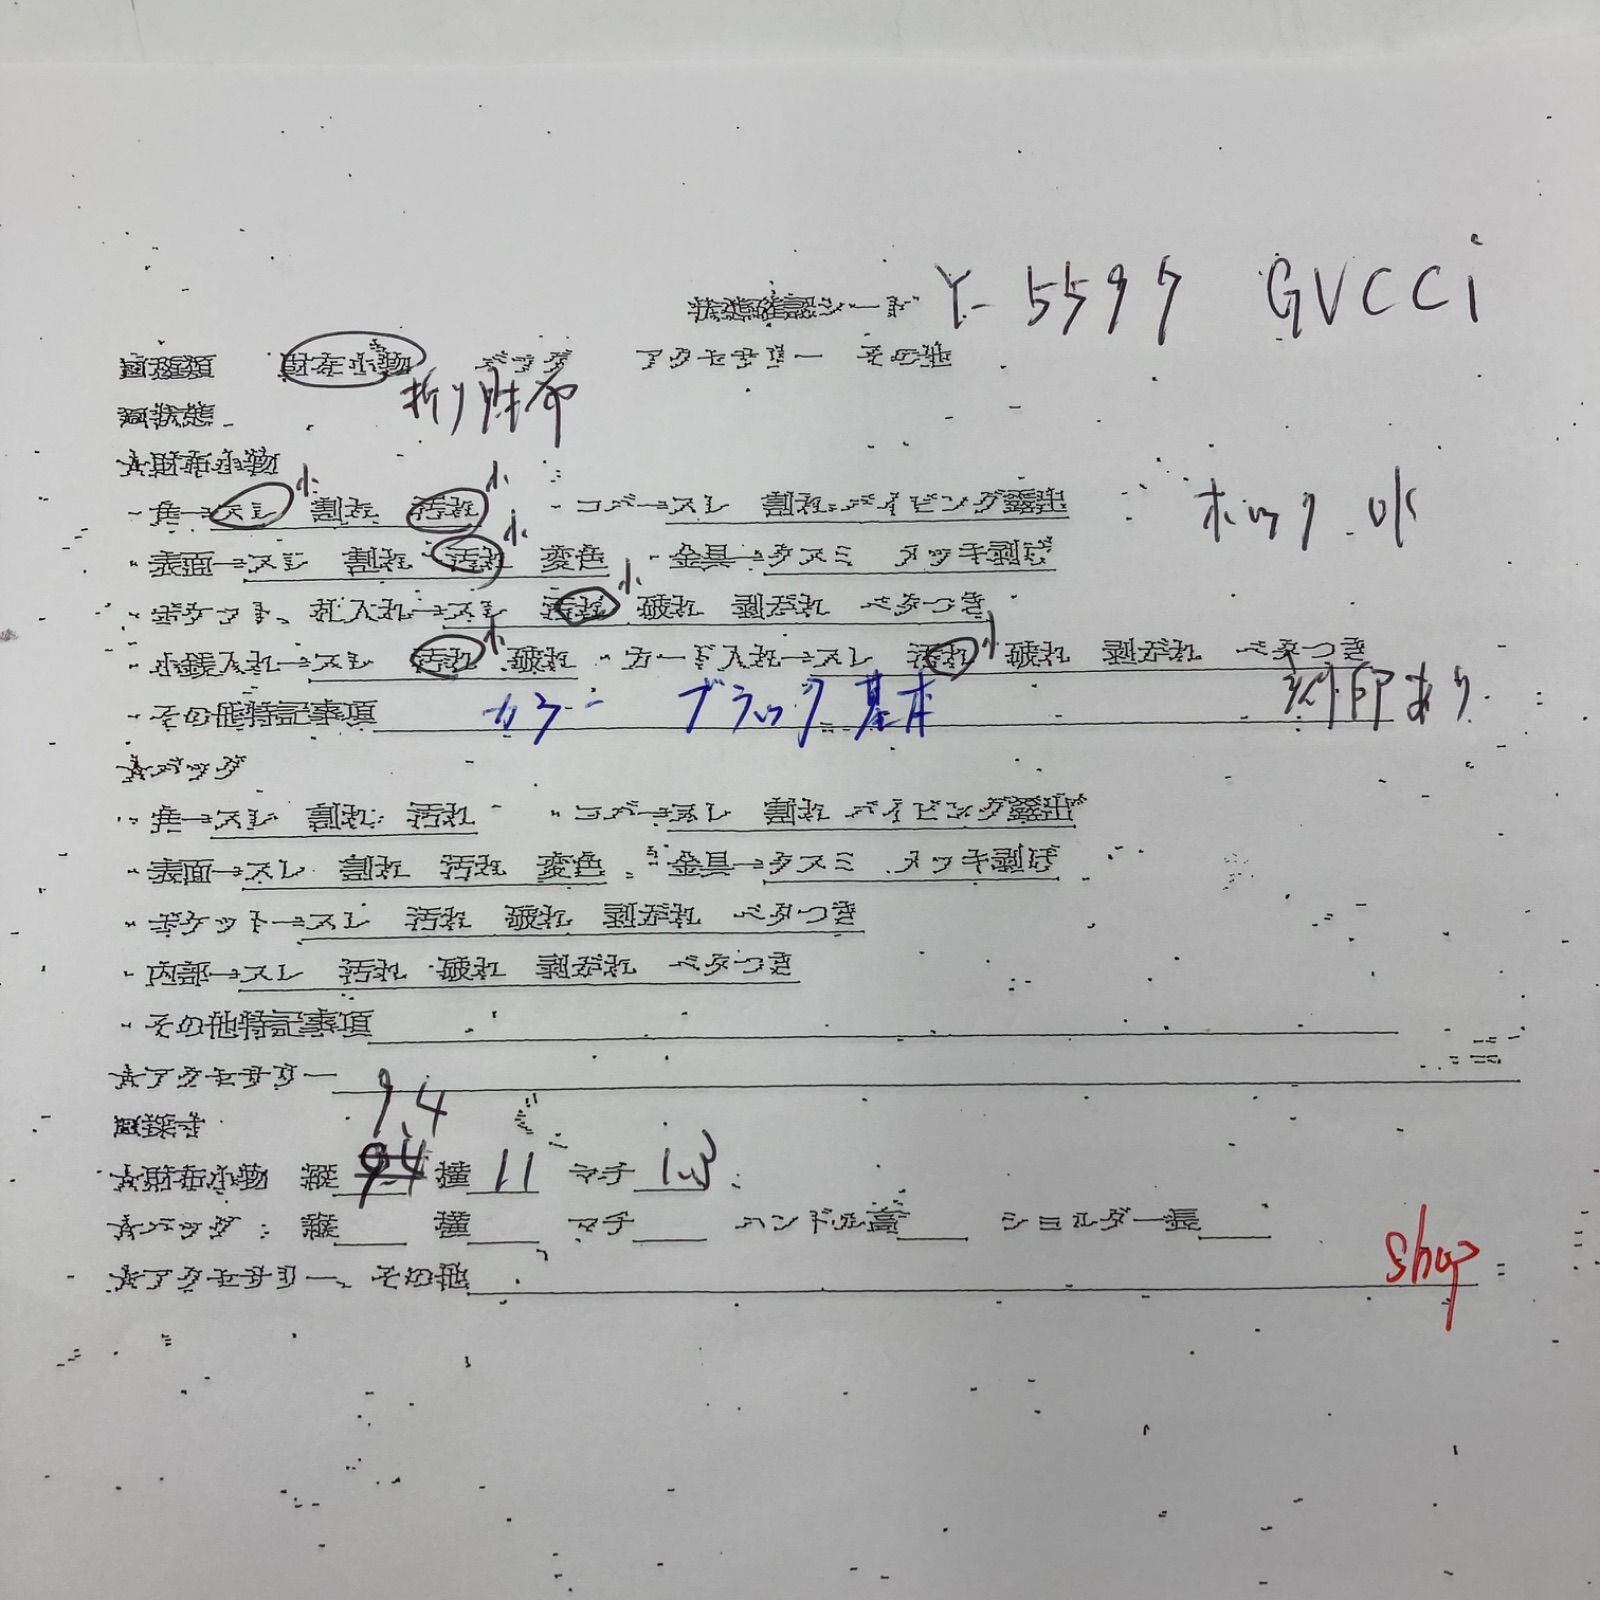 状態確認シート Y-5597 GUCCi
■種類 財布小物 バッグ アクセサリー その他
折り財布
■状態
★財布小物
小 小
・角→スレ 割れ 汚れ ・コバ→スレ 割れ パイピング露出 ホック OK
小
・表面→スレ 割れ 汚れ 変色 ・金具→クスミ メッキ剥げ
小
・ポケット、札入れ→スレ 汚れ 破れ 剥がれ ベタつき
小 小
・小銭入れ→スレ 汚れ 破れ ・カード入れ→スレ 汚れ 破れ 剥がれ ベタつき
・その他特記事項 カラー ブラック基本 刻印あり
★バッグ
・角→スレ 割れ 汚れ ・コバ→スレ 割れ パイピング露出
・表面→スレ 割れ 汚れ 変色 ・金具→クスミ メッキ剥げ
・ポケット→スレ 汚れ 破れ 剥がれ ベタつき
・内部→スレ 汚れ 破れ 剥がれ ベタつき
・その他特記事項
★アクセサリー
9.4
■採寸
★財布小物 縦 9.4 横 11 マチ 1.3
★バッグ 縦 横 マチ ハンドル高 ショルダー長
shop
★アクセサリー、その他